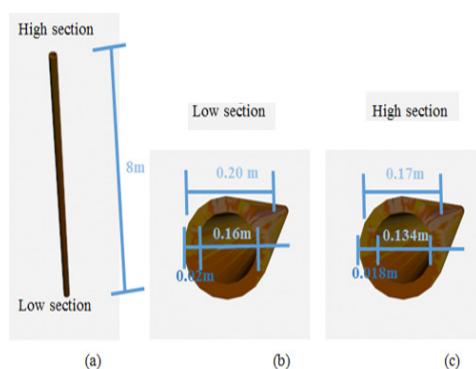 High section
8m
Low section
(a)
Low section
0.20 m
0.16m
0.02m
(b)
High section
0.17m
0.134m
0.018m
(c)